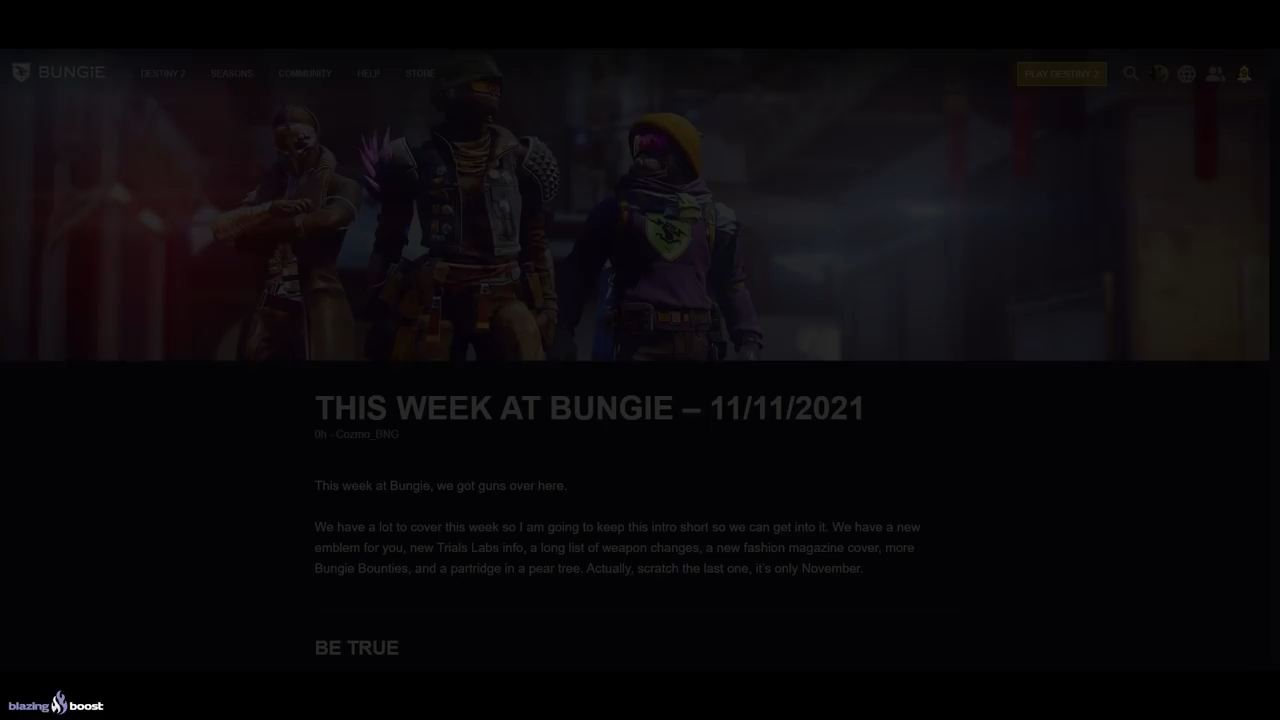 BUNGiE DESTINY 2 SEASONS COMMUNITY HELP STORE PLAY DESTINY 2
THIS WEEK AT BUNGIE – 11/11/2021
0h - Cozmo_BNG
This week at Bungie, we got guns over here.
We have a lot to cover this week so I am going to keep this intro short so we can get into it. We have a new
emblem for you, new Trials Labs info, a long list of weapon changes, a new fashion magazine cover, more
Bungie Bounties, and a partridge in a pear tree. Actually, scratch the last one, it's only November.
BE TRUE
blazing boost